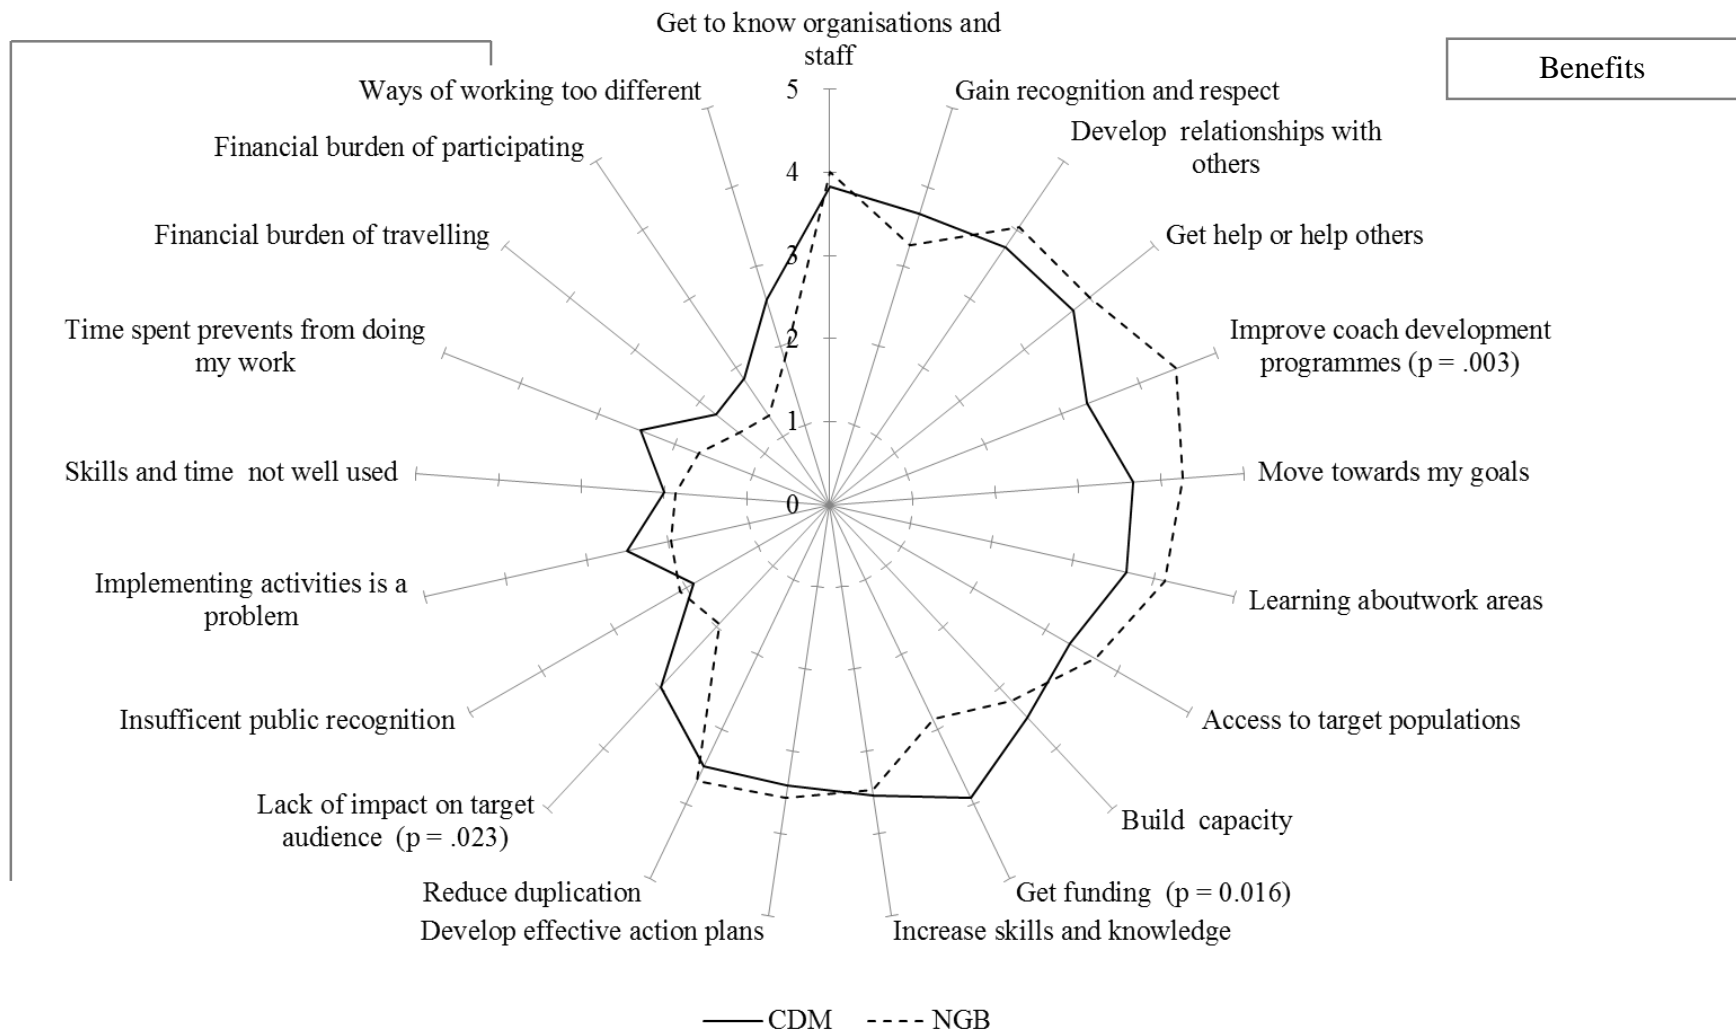 Get to know organisations and
staff
Benefits
5
Ways of working too different
Gain recognition and respect
Develop  relationships with
others
Financial burden of participating
4
Financial burden of travelling
Get help or help others
3
Time spent prevents from doing
my work
Improve coach development
programmes (p = .003)
2
1
Skills and time  not well used
Move towards my goals
0
Implementing activities is a
problem
Learning aboutwork areas
Insufficent public recognition
Access to target populations
Lack of impact on target
audience  (p = .023)
Build  capacity
Reduce duplication
Get funding  (p = 0.016)
Develop effective action plans
Increase skills and knowledge
CDM
NGB